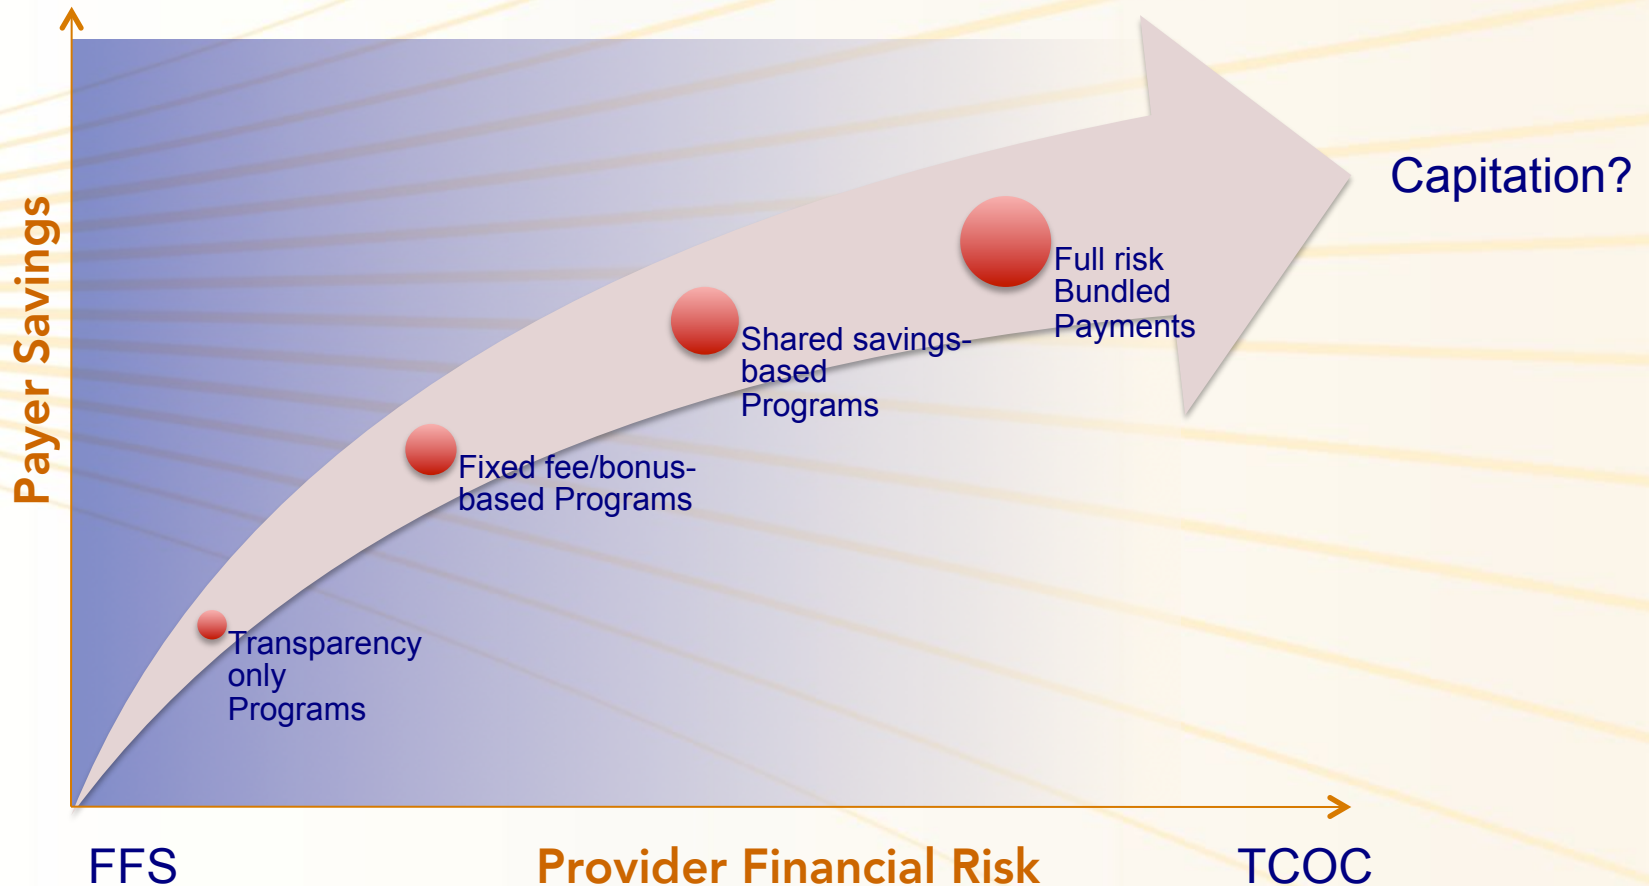 Payer Savings
Capitation?
Full risk
Bundled
Payments
Shared savings-
based
Programs
Fixed fee/bonus-
based Programs
Transparency
only
Programs
FFS
Provider Financial Risk
TCOC